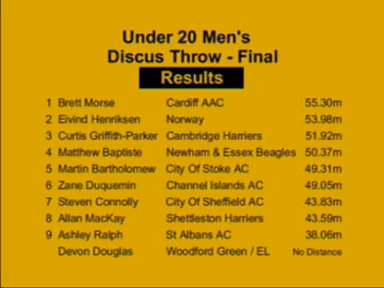 Under 20 Men's
Discus Throw - Final
Results
1 Brett Morse Cardiff AAC 55.30m
2 Eivind Henriksen Norway 53.98m
3 Curtis Griffith-Parker Cambridge Harriers 51.92m
4 Matthew Baptiste Newham & Essex Beagles 50.37m
5 Martin Bartholomew City Of Stoke AC 49.31m
6 Zane Duquemin Channel Islands AC 49.05m
7 Steven Connolly City Of Sheffield AC 43.83m
8 Allan MacKay Shettleston Harriers 43.59m
9 Ashley Ralph St Albans AC 38.06m
Devon Douglas Woodford Green / EL No Distance